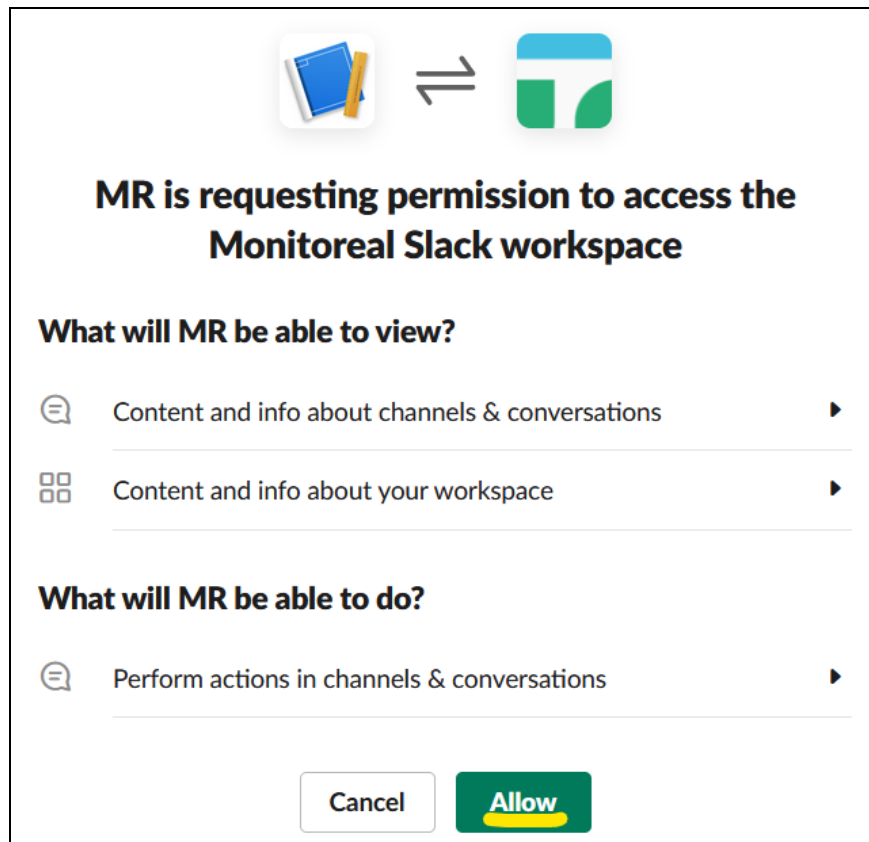 MR is requesting permission to access the
Monitoreal Slack workspace
What will MR be able to view?
Content and info about channels & conversations
Content and info about your workspace
What will MR be able to do?
Perform actions in channels & conversations
Cancel
Allow